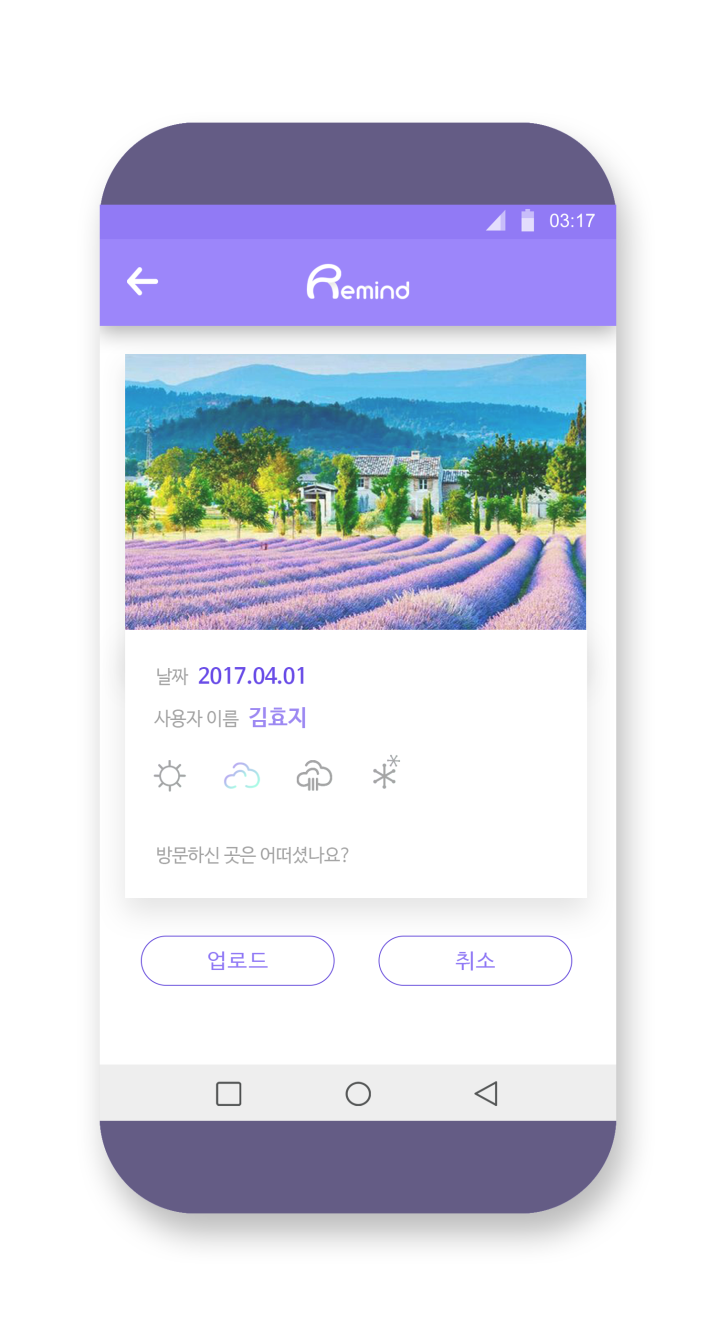 03:17
Remind
날짜 2017.04.01
사용자 이름 김효지
방문하신 곳은 어떠셨나요?
업로드 취소